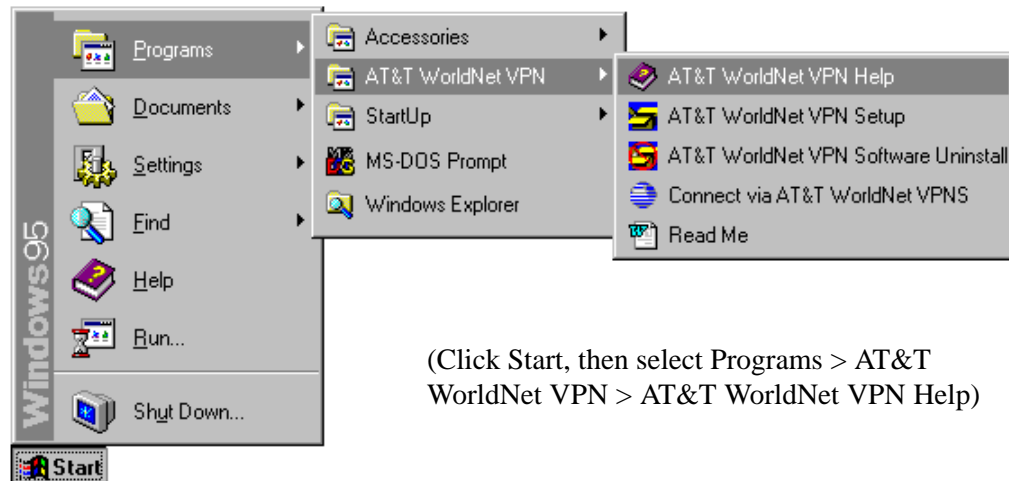 Programs
Documents
Settings
Find
Help
Run...
Shut Down...
Windows95
Start
Accessories
AT&T WorldNet VPN
StartUp
MS-DOS Prompt
Windows Explorer
AT&T WorldNet VPN Help
AT&T WorldNet VPN Setup
AT&T WorldNet VPN Software Uninstall
Connect via AT&T WorldNet VPNS
Read Me
(Click Start, then select Programs > AT&T
WorldNet VPN > AT&T WorldNet VPN Help)